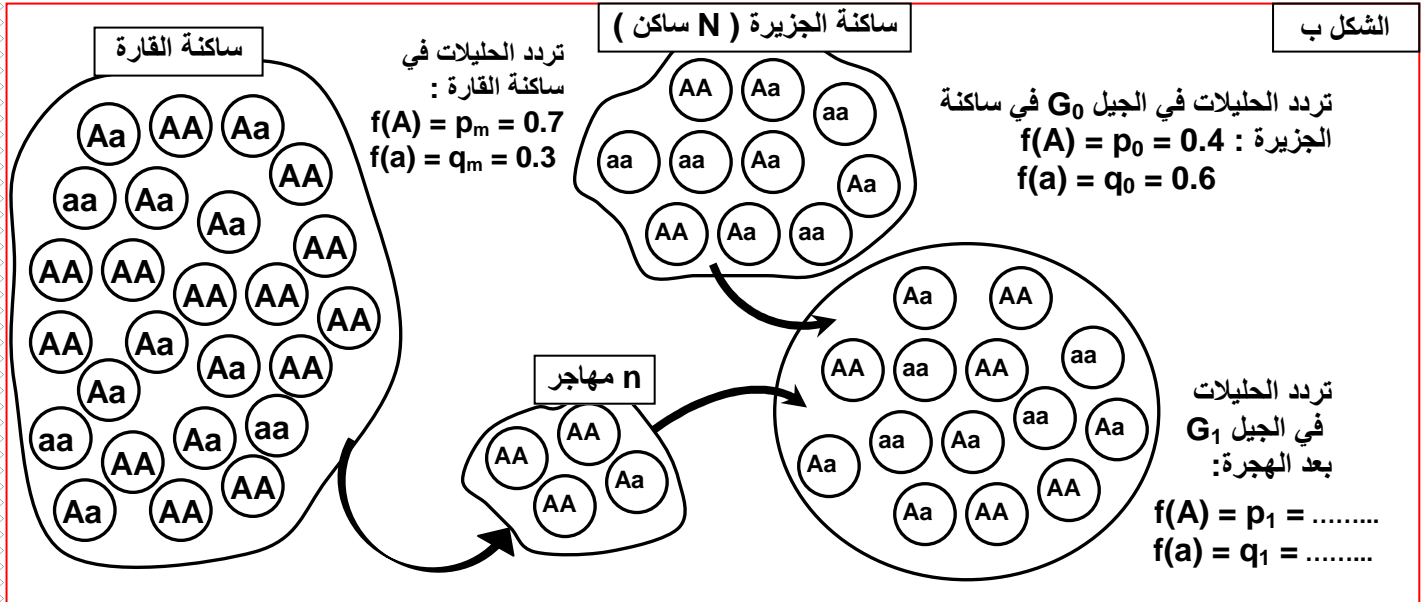 الشكل ب
ساكنة الجزيرة ( N ساكن )
ساكنة القارة
تردد الحليلات في
ساكنة القارة :
f(A) = pm = 0.7
f(a) = qm = 0.3
تردد الحليلات في الجيل G0 في ساكنة
الجزيرة : f(A) = p0 = 0.4
f(a) = q0 = 0.6
Aa AA Aa
AA
aa Aa
Aa
AA
AA AA
AA AA
AA
AA Aa
Aa AA
Aa
aa Aa aa
AA
AA
Aa AA
AA Aa
aa
aa aa Aa
Aa
AA Aa aa
n مهاجر
AA
AA
Aa
AA
Aa AA
aa
AA aa AA
aa
Aa
aa Aa
Aa
AA
Aa AA
تردد الحليلات
في الجيل G1
بعد الهجرة:
f(A) = p1 = .........
f(a) = q1 = .........